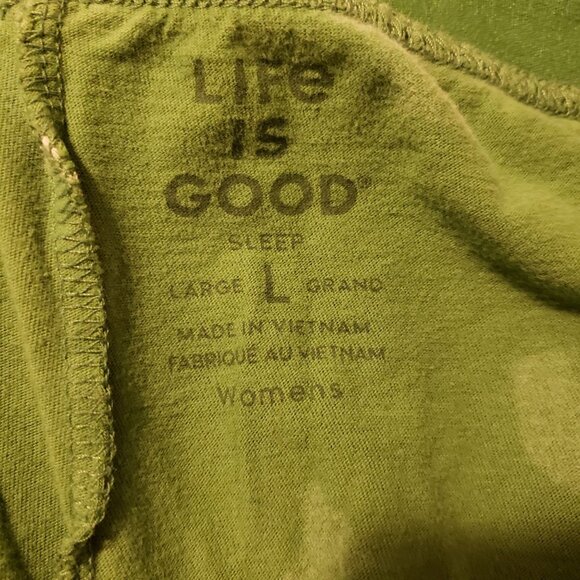 LIFe
IS
GOOD®
SLEEP
LARGE L GRAND
MADE IN VIETNAM
FABRIQUÉ AU VIETNAM
Womens